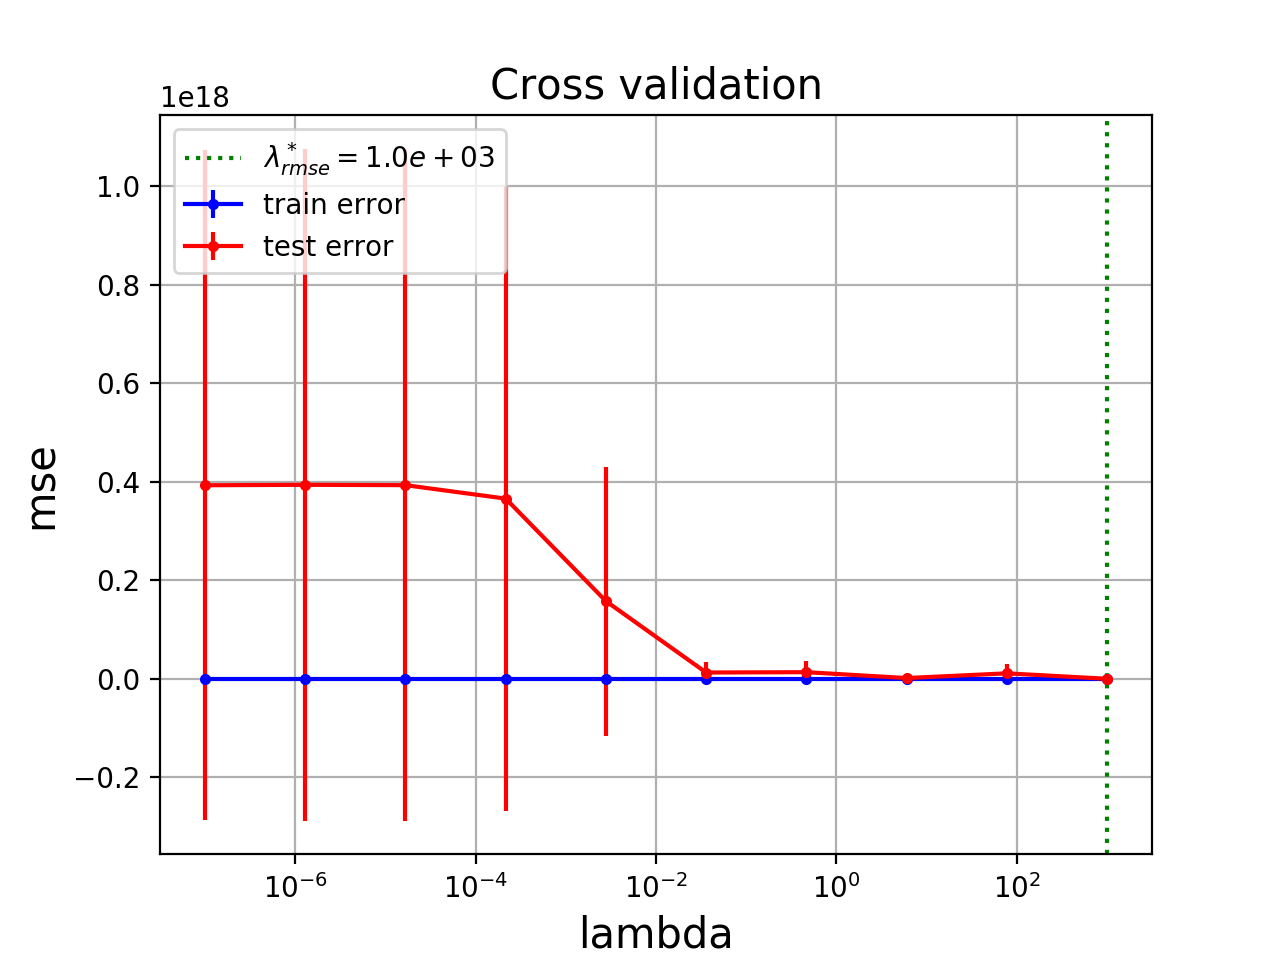 Cross validation
1e18
λ*rmse = 1.0e + 03
train error
test error
1.0
0.8
0.6
0.4
0.2
0.0
−0.2
mse
10⁻⁶ 10⁻⁴ 10⁻² 10⁰ 10²
lambda